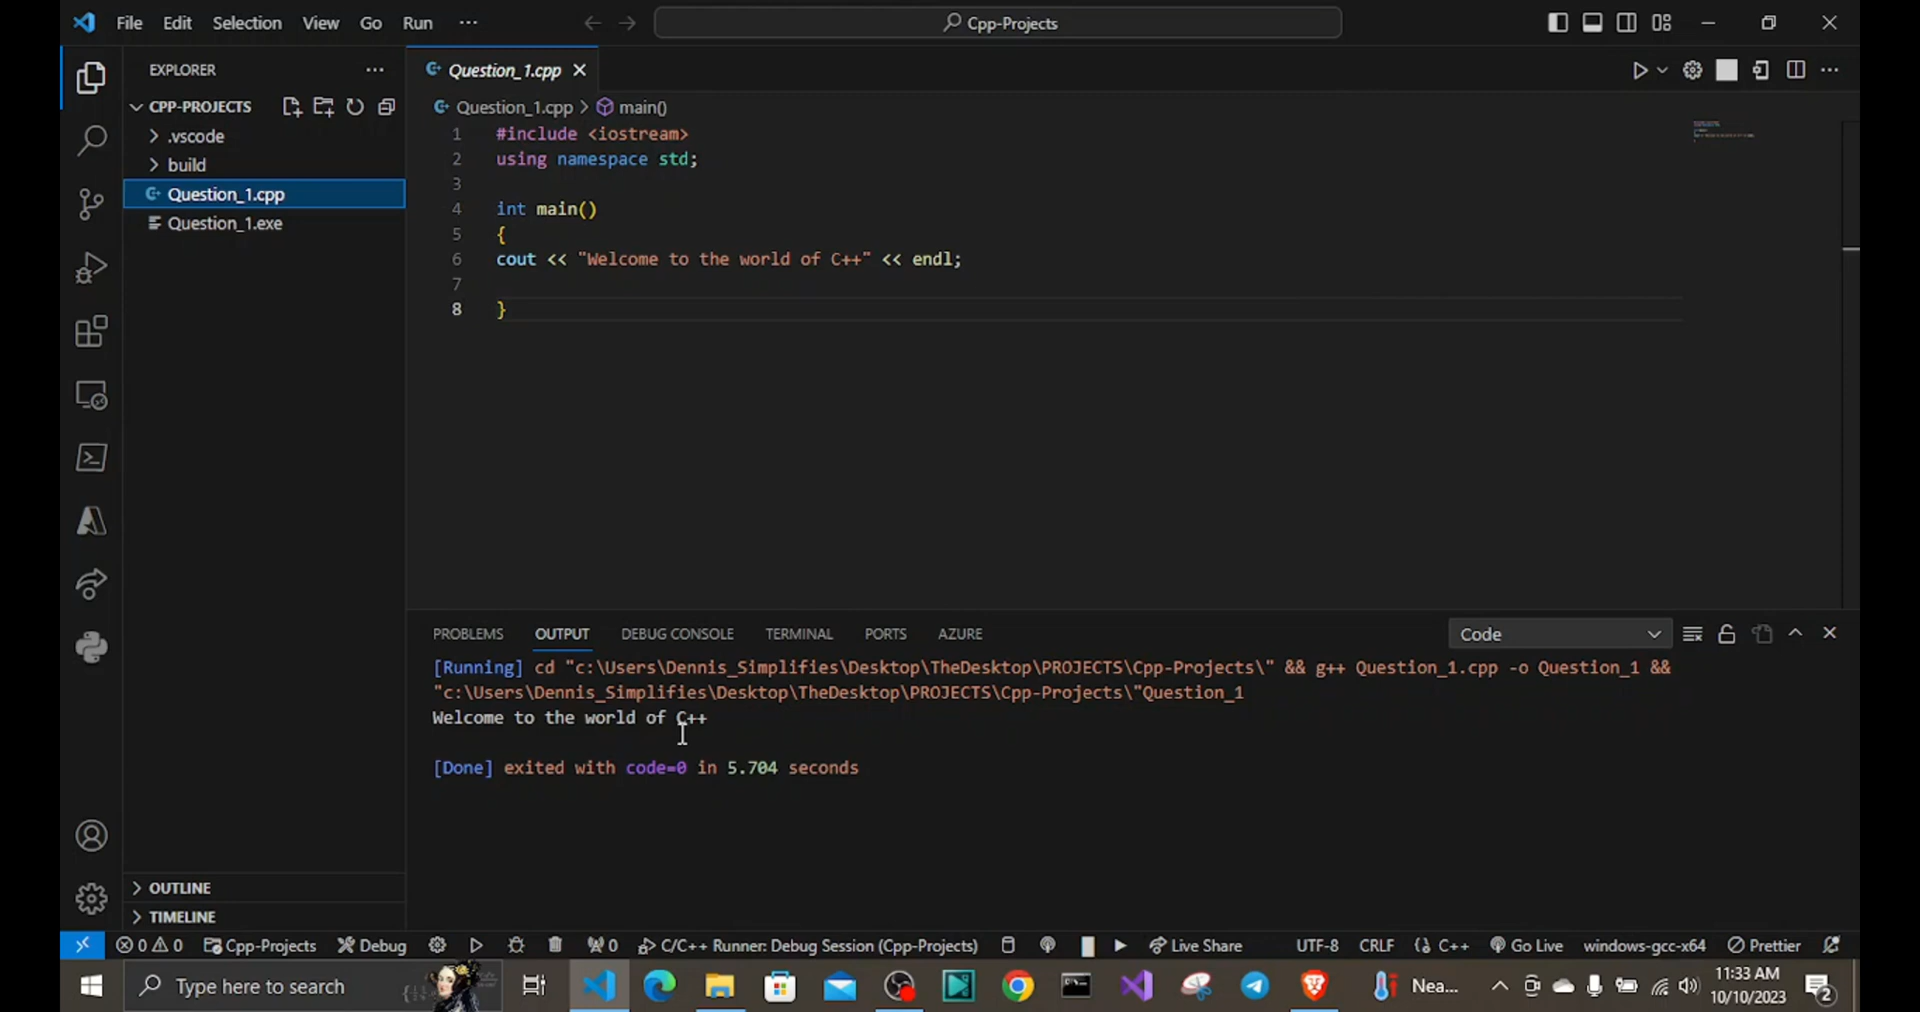 File Edit Selection View Go Run ··· Cpp-Projects
EXPLORER ···
CPP-PROJECTS
.vscode
build
Question_1.cpp
Question_1.exe
OUTLINE
TIMELINE
Question_1.cpp
Question_1.cpp > main()
1 #include <iostream>
2 using namespace std;
3
4 int main()
5 {
6 cout << "Welcome to the world of C++" << endl;
7
8 }
PROBLEMS OUTPUT DEBUG CONSOLE TERMINAL PORTS AZURE Code
[Running] cd "c:\Users\Dennis_Simplifies\Desktop\TheDesktop\PROJECTS\Cpp-Projects\" && g++ Question_1.cpp -o Question_1 &&
"c:\Users\Dennis_Simplifies\Desktop\TheDesktop\PROJECTS\Cpp-Projects\"Question_1
Welcome to the world of C++
[Done] exited with code=0 in 5.704 seconds
0 0 Cpp-Projects Debug 0 C/C++ Runner: Debug Session (Cpp-Projects) Live Share UTF-8 CRLF C++ Go Live windows-gcc-x64 Prettier
Type here to search Nea... 11:33 AM
10/10/2023 2